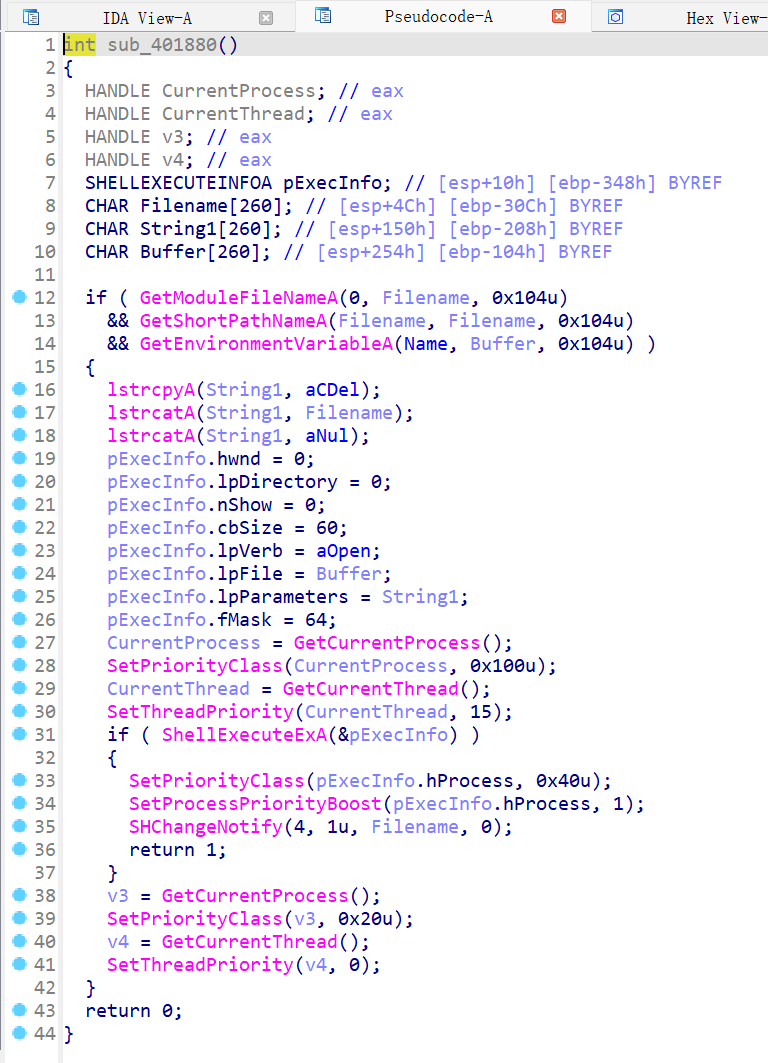 IDA View-A Pseudocode-A Hex View-
1 int sub_401880()
2 {
3 HANDLE CurrentProcess; // eax
4 HANDLE CurrentThread; // eax
5 HANDLE v3; // eax
6 HANDLE v4; // eax
7 SHELLEXECUTEINFOA pExecInfo; // [esp+10h] [ebp-348h] BYREF
8 CHAR Filename[260]; // [esp+4Ch] [ebp-30Ch] BYREF
9 CHAR String1[260]; // [esp+150h] [ebp-208h] BYREF
10 CHAR Buffer[260]; // [esp+254h] [ebp-104h] BYREF
11
12 if ( GetModuleFileNameA(0, Filename, 0x104u)
13 && GetShortPathNameA(Filename, Filename, 0x104u)
14 && GetEnvironmentVariableA(Name, Buffer, 0x104u) )
15 {
16 lstrcpyA(String1, aCDel);
17 lstrcatA(String1, Filename);
18 lstrcatA(String1, aNul);
19 pExecInfo.hwnd = 0;
20 pExecInfo.lpDirectory = 0;
21 pExecInfo.nShow = 0;
22 pExecInfo.cbSize = 60;
23 pExecInfo.lpVerb = aOpen;
24 pExecInfo.lpFile = Buffer;
25 pExecInfo.lpParameters = String1;
26 pExecInfo.fMask = 64;
27 CurrentProcess = GetCurrentProcess();
28 SetPriorityClass(CurrentProcess, 0x100u);
29 CurrentThread = GetCurrentThread();
30 SetThreadPriority(CurrentThread, 15);
31 if ( ShellExecuteExA(&pExecInfo) )
32 {
33 SetPriorityClass(pExecInfo.hProcess, 0x40u);
34 SetProcessPriorityBoost(pExecInfo.hProcess, 1);
35 SHChangeNotify(4, 1u, Filename, 0);
36 return 1;
37 }
38 v3 = GetCurrentProcess();
39 SetPriorityClass(v3, 0x20u);
40 v4 = GetCurrentThread();
41 SetThreadPriority(v4, 0);
42 }
43 return 0;
44 }